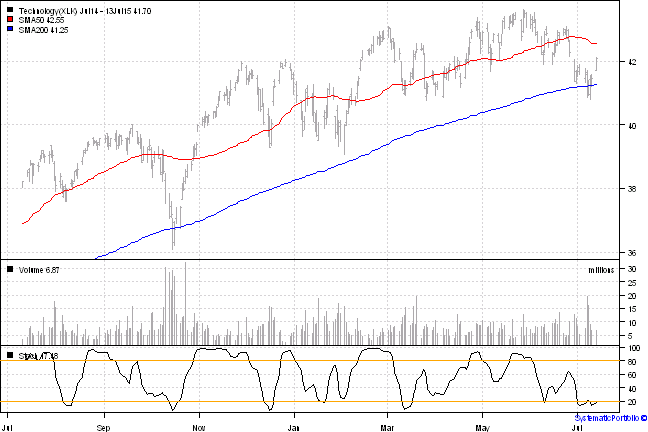 Technology(XLK) Jul14 - 13Jul15 41.70
SMA50 42.55
SMA200 41.25
42
40
38
36
Volume 6.87
millions
30
25
20
15
10
5
100
80
60
40
20
Jul
Sep
Nov
Jan
Mar
May
Jul
SystematicPortfolio ©